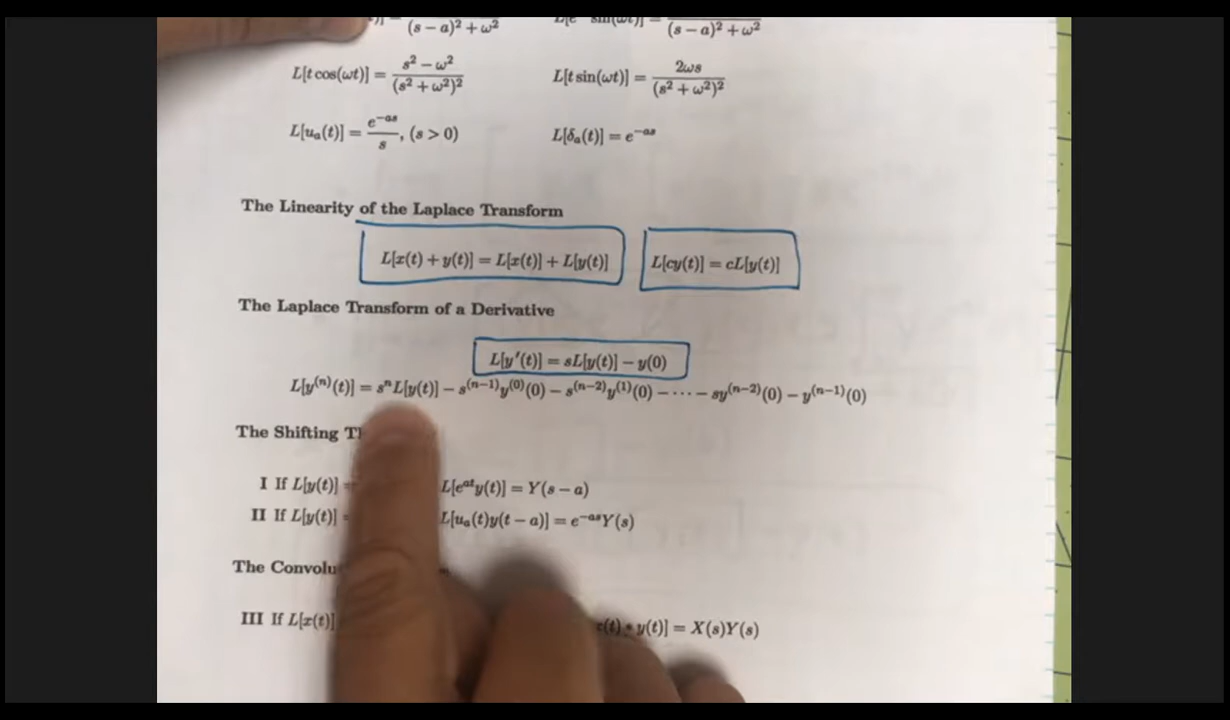 (s − a)² + ω² (s − a)² + ω²
L[t cos(ωt)] = s² − ω² / (s² + ω²)² L[t sin(ωt)] = 2ωs / (s² + ω²)²
L[uₐ(t)] = e^{−as} / s, (s > 0) L[δₐ(t)] = e^{−as}
The Linearity of the Laplace Transform
L[x(t) + y(t)] = L[x(t)] + L[y(t)] L[cy(t)] = cL[y(t)]
The Laplace Transform of a Derivative
L[y′(t)] = sL[y(t)] − y(0)
L[y^{(n)}(t)] = s^n L[y(t)] − s^{(n−1)}y^{(0)}(0) − s^{(n−2)}y^{(1)}(0) − ··· − sy^{(n−2)}(0) − y^{(n−1)}(0)
The Shifting
I If L[y(t)] L[e^{at}y(t)] = Y(s − a)
II If L[y(t)] L[uₐ(t)y(t − a)] = e^{−as}Y(s)
The
III If L[x(t)] y(t)] = X(s)Y(s)